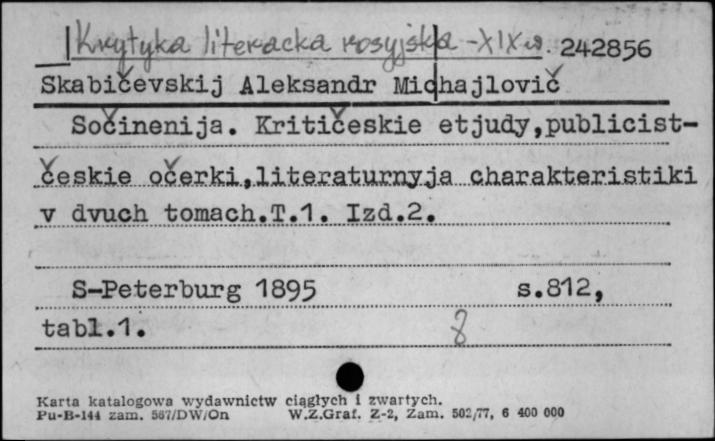 Krytyka literacka rosyjska -XIX w. 242856
Skabičevskij Aleksandr Michajlovič
Sočinenija. Kritičeskie etjudy,publicist-
českie očerki,literaturnyja charakteristiki
v dvuch tomach.T.1. Izd.2.
S-Peterburg 1895 s.812,
tabl.1.
8
Karta katalogowa wydawnictw ciągłych i zwartych.
Pu-B-144 zam. 567/DW/On W.Z.Graf. Z-2, Zam. 502/77, 6 400 000